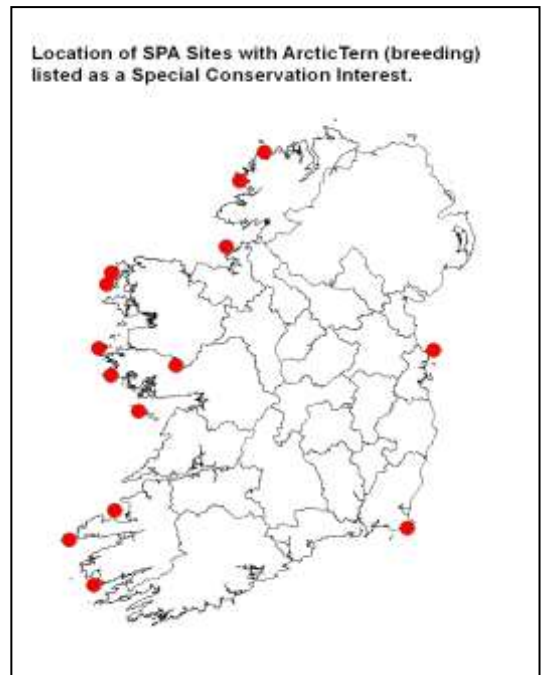 Location of SPA Sites with ArcticTern (breeding)
listed as a Special Conservation Interest.